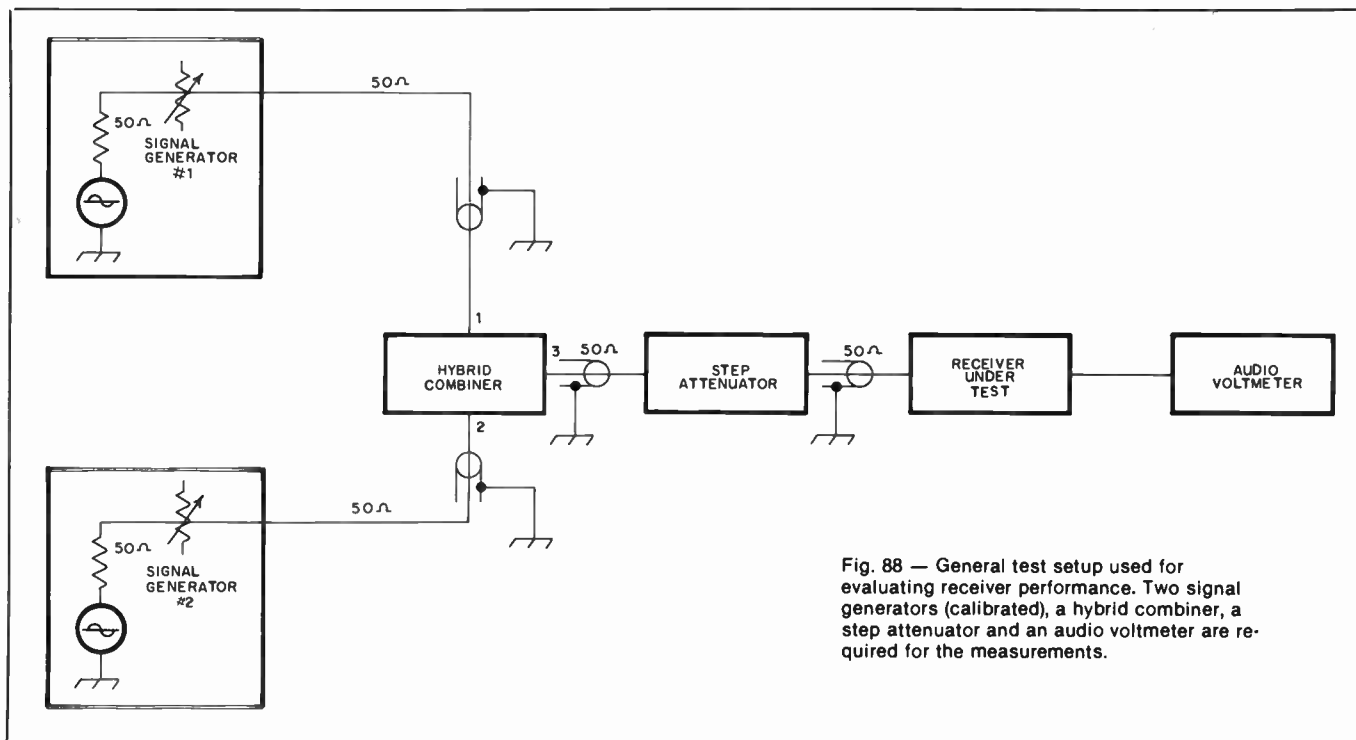 50Ω
50Ω
SIGNAL
GENERATOR
#1
1
HYBRID
COMBINER
3
50Ω
STEP
ATTENUATOR
50Ω
RECEIVER
UNDER
TEST
AUDIO
VOLTMETER
2
50Ω
50Ω
SIGNAL
GENERATOR
#2
Fig. 88 — General test setup used for
evaluating receiver performance. Two signal
generators (calibrated), a hybrid combiner, a
step attenuator and an audio voltmeter are re-
quired for the measurements.